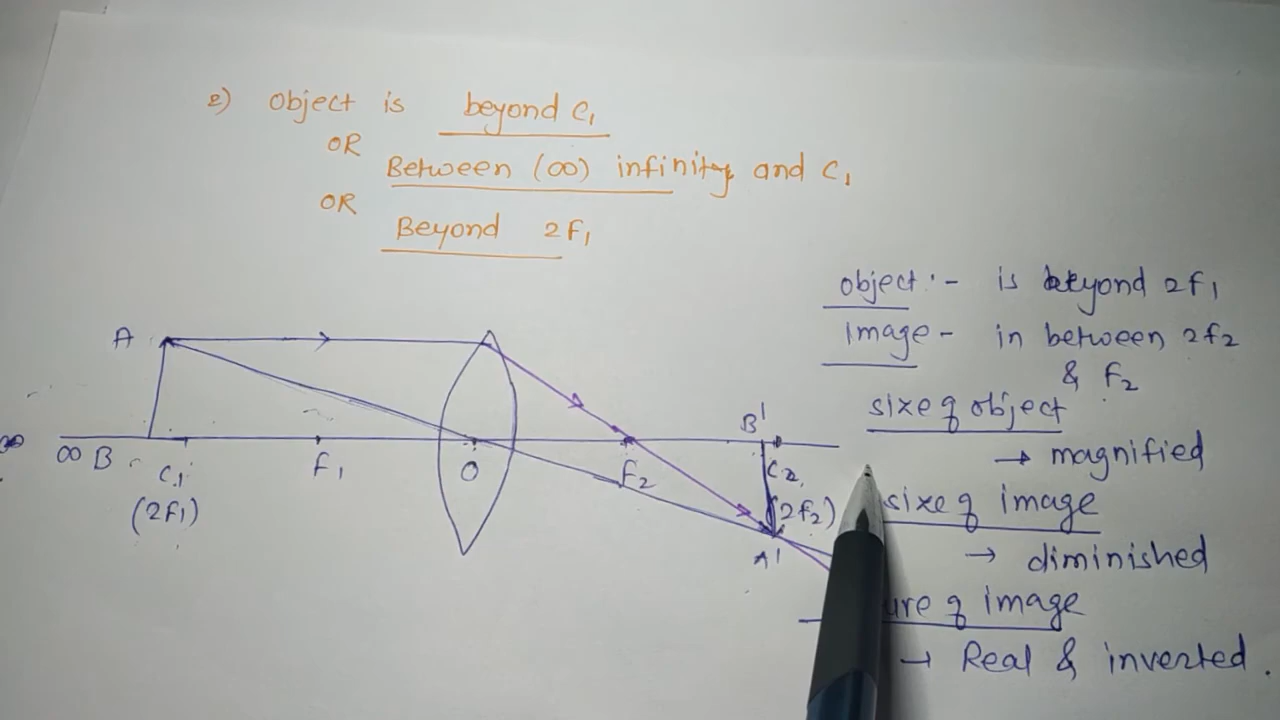 2) object is beyond C1
OR
Between (∞) infinity and C1
OR
Beyond 2F1
object :- is beyond 2F1
Image - in between 2F2
& F2
size of object
→ magnified
size of image
→ diminished
ure of image
→ Real & inverted.
A
B'
∞ ∞ B C1 F1 O F2 C2
(2F1) (2F2)
A'